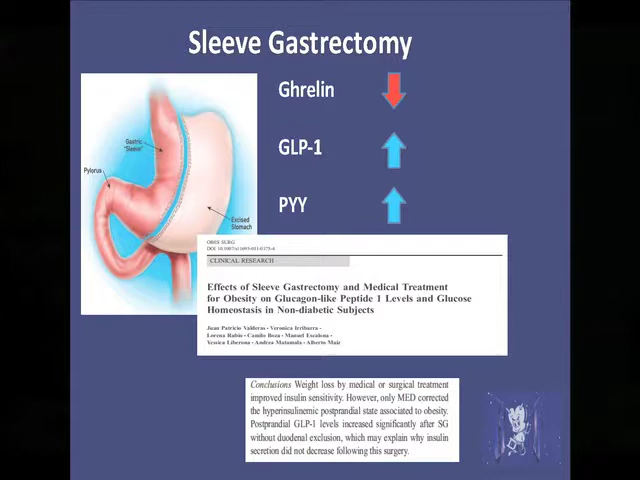 Sleeve Gastrectomy
Ghrelin
GLP-1
PYY
Gastric
"Sleeve"
Pylorus
Excised
Stomach
OBES SURG
DOI 10.1007/s11695-011-0375-4
CLINICAL RESEARCH
Effects of Sleeve Gastrectomy and Medical Treatment
for Obesity on Glucagon-like Peptide 1 Levels and Glucose
Homeostasis in Non-diabetic Subjects
Juan Patricio Valderas · Veronica Irribarra ·
Lorena Rubio · Camilo Boza · Manuel Escalona ·
Yessica Liberona · Andrea Matamala · Alberto Maiz
Conclusions Weight loss by medical or surgical treatment
improved insulin sensitivity. However, only MED corrected
the hyperinsulinemic postprandial state associated to obesity.
Postprandial GLP-1 levels increased significantly after SG
without duodenal exclusion, which may explain why insulin
secretion did not decrease following this surgery.